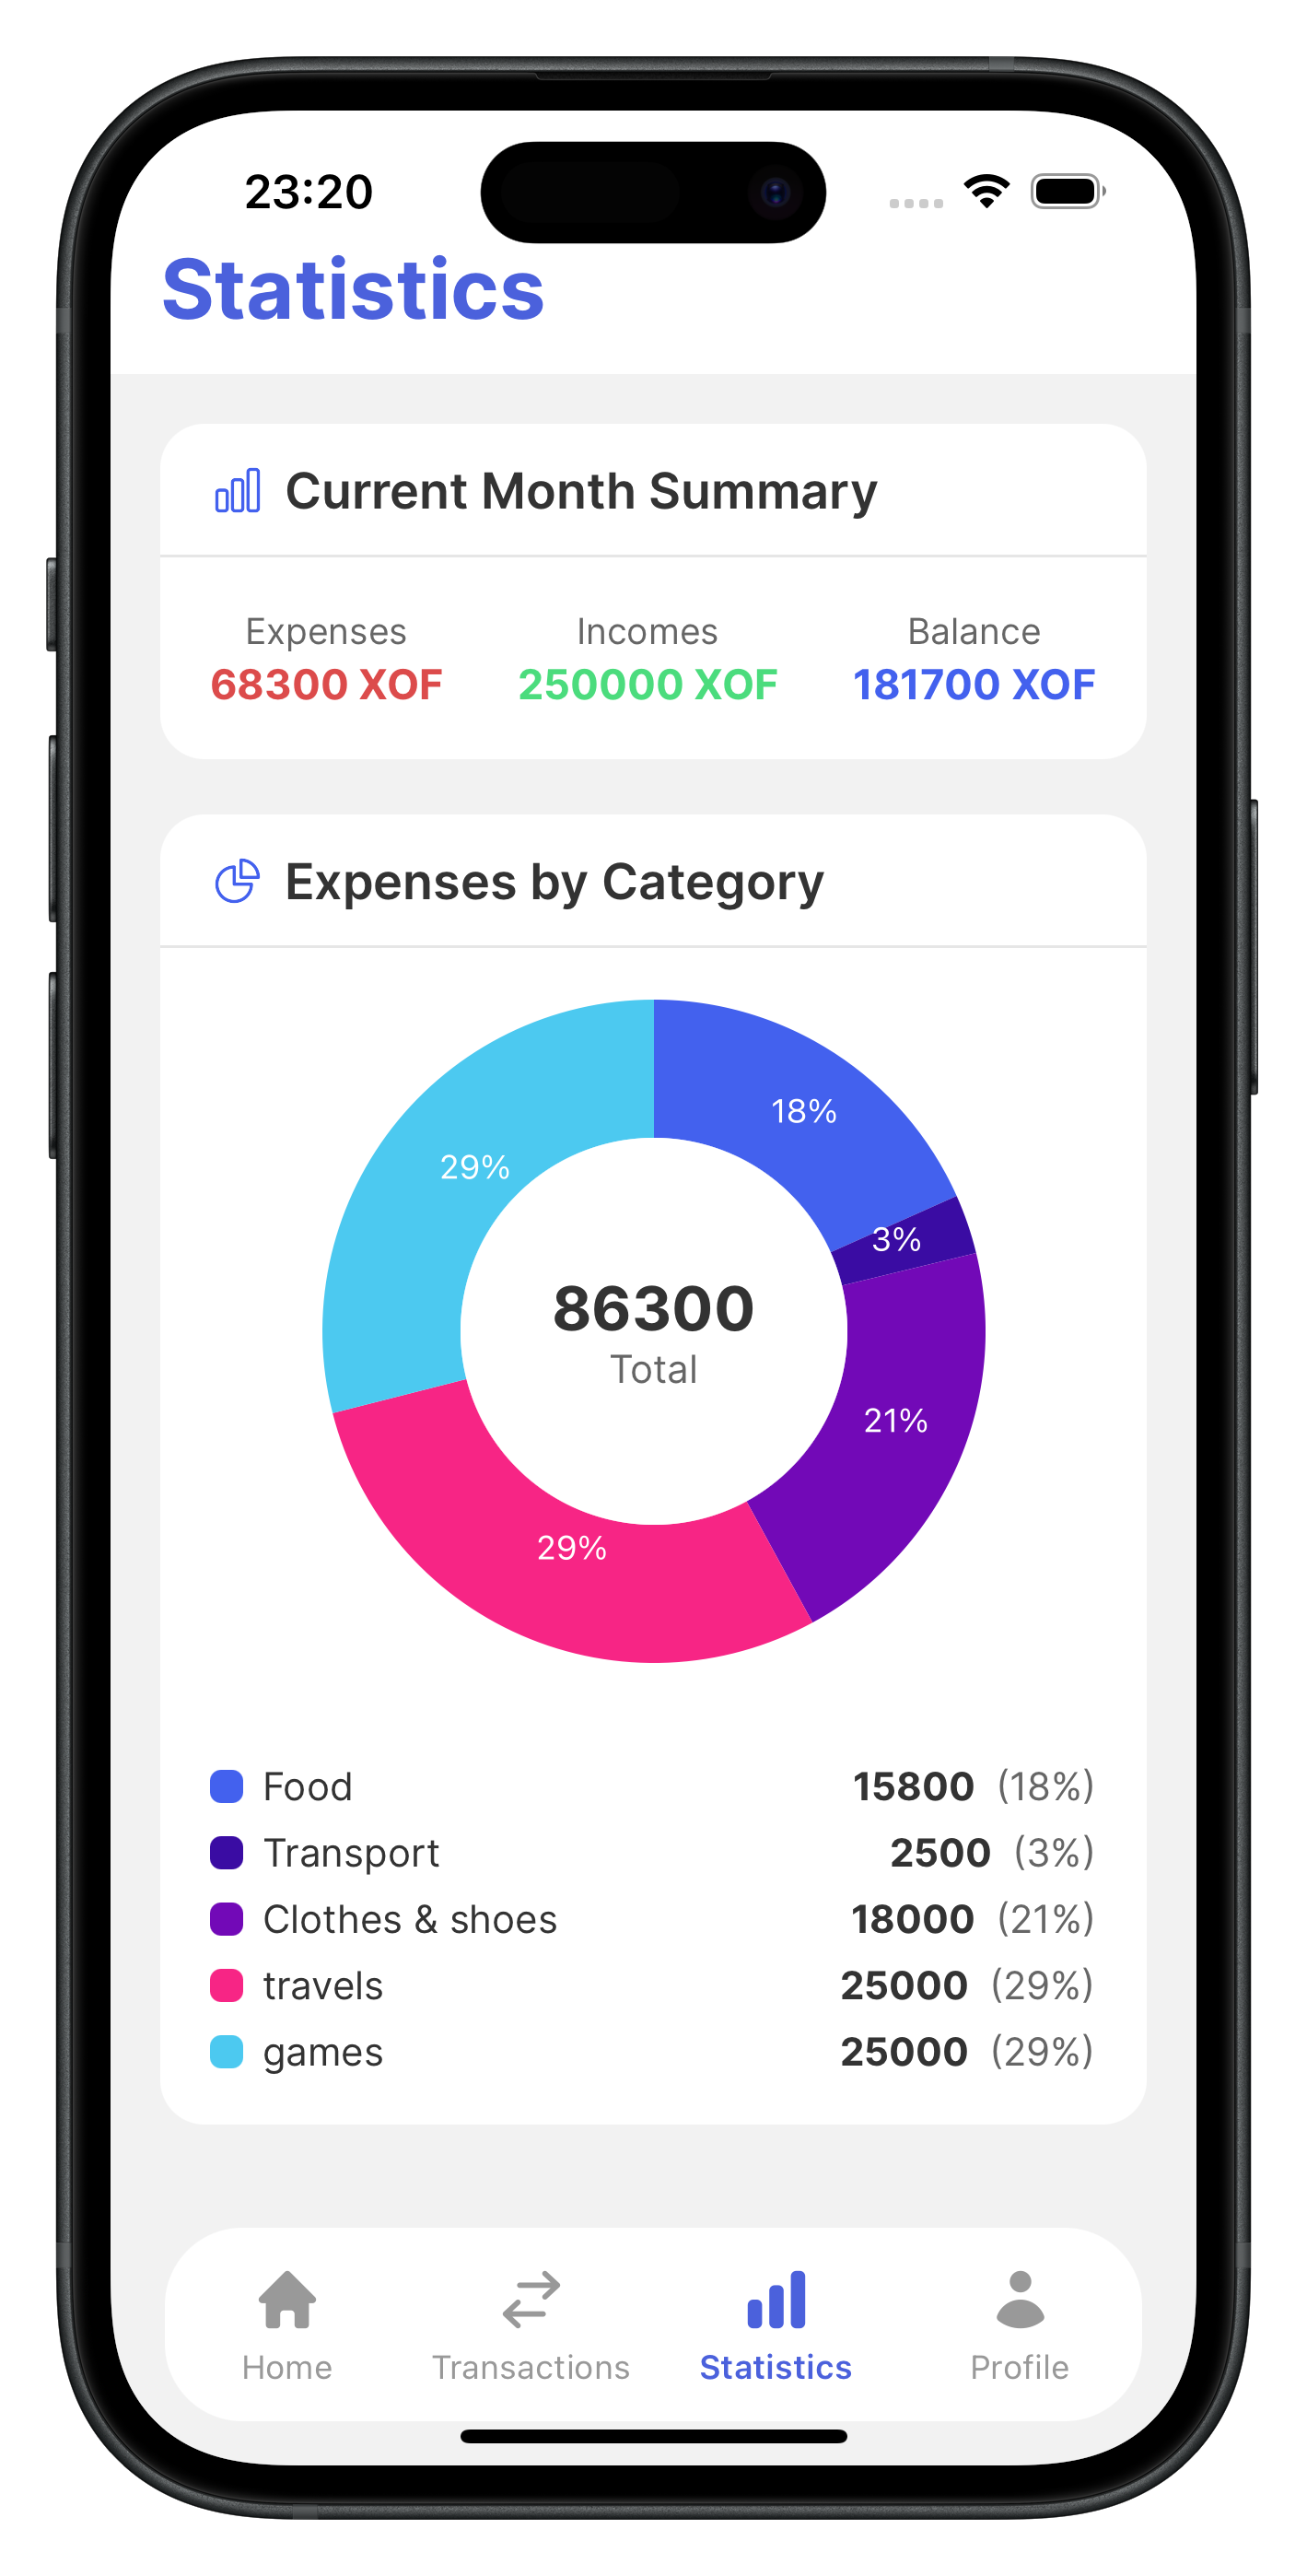 23:20
Statistics
Current Month Summary
Expenses Incomes Balance
68300 XOF 250000 XOF 181700 XOF
Expenses by Category
18%
29%
3%
86300
Total
21%
29%
Food 15800 (18%)
Transport 2500 (3%)
Clothes & shoes 18000 (21%)
travels 25000 (29%)
games 25000 (29%)
Home Transactions Statistics Profile